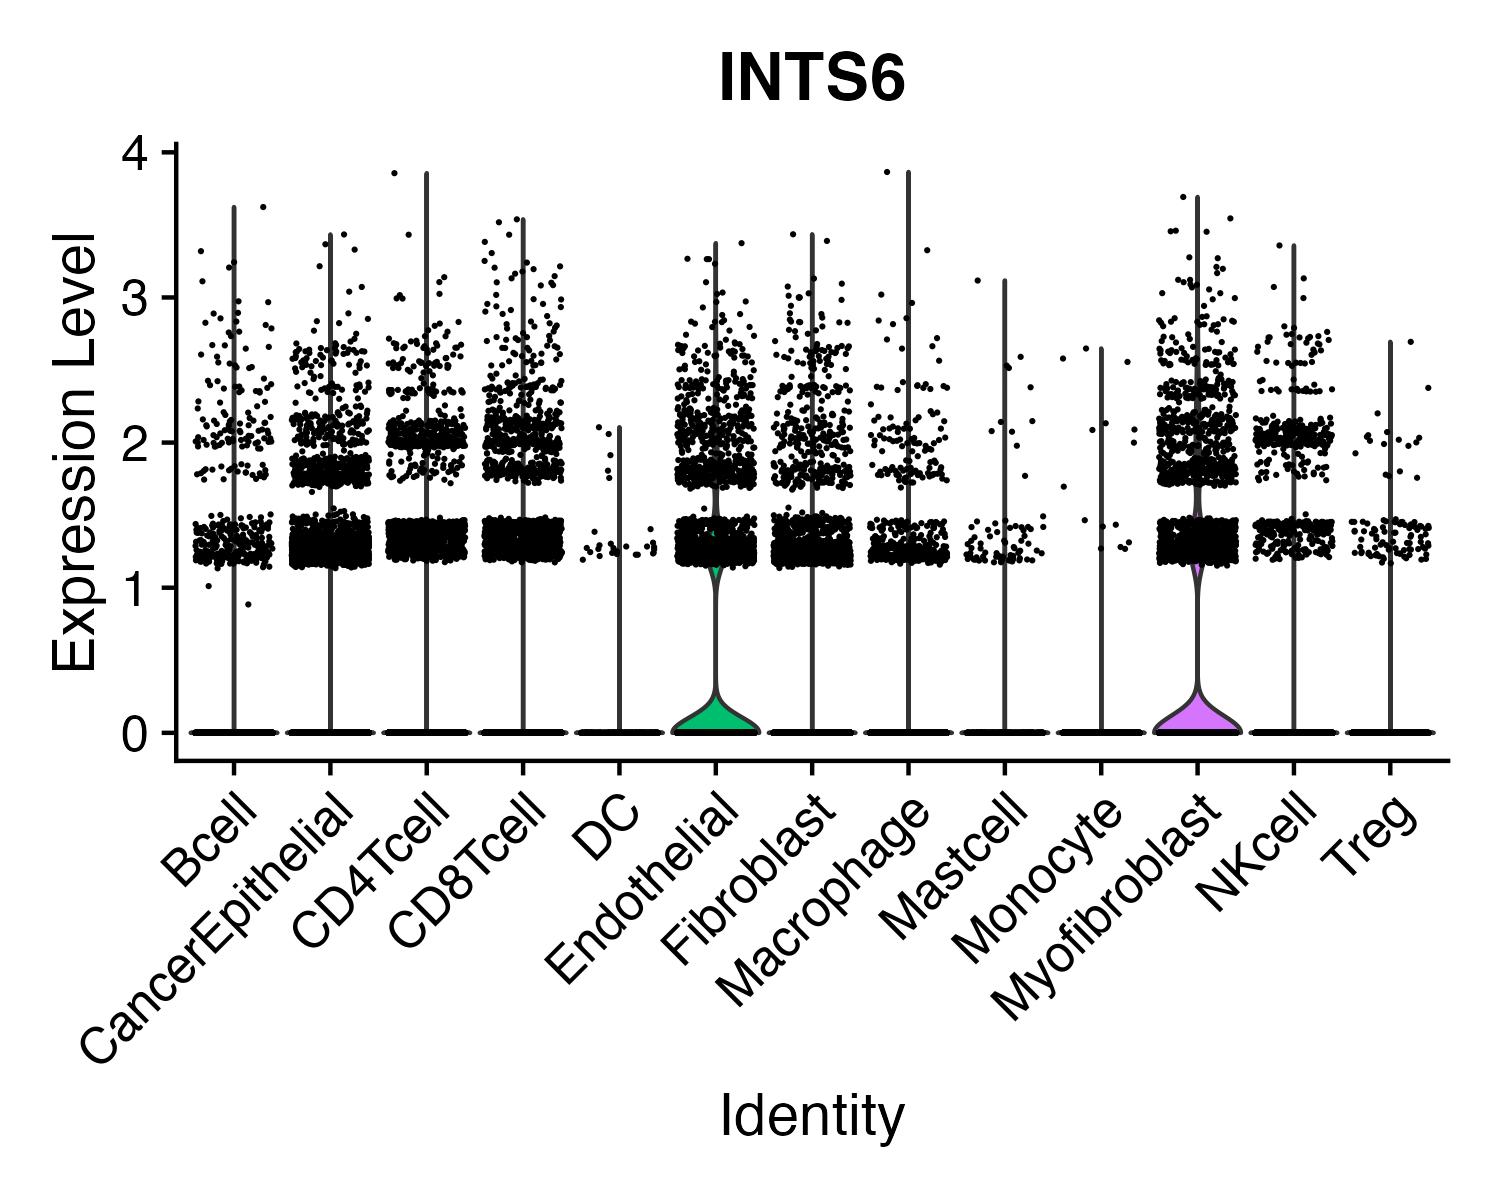 INTS6
Expression Level
4
3
2
1
0
Bcell
CancerEpithelial
CD4Tcell
CD8Tcell
DC
Endothelial
Fibroblast
Macrophage
Mastcell
Monocyte
Myofibroblast
NKcell
Treg
Identity